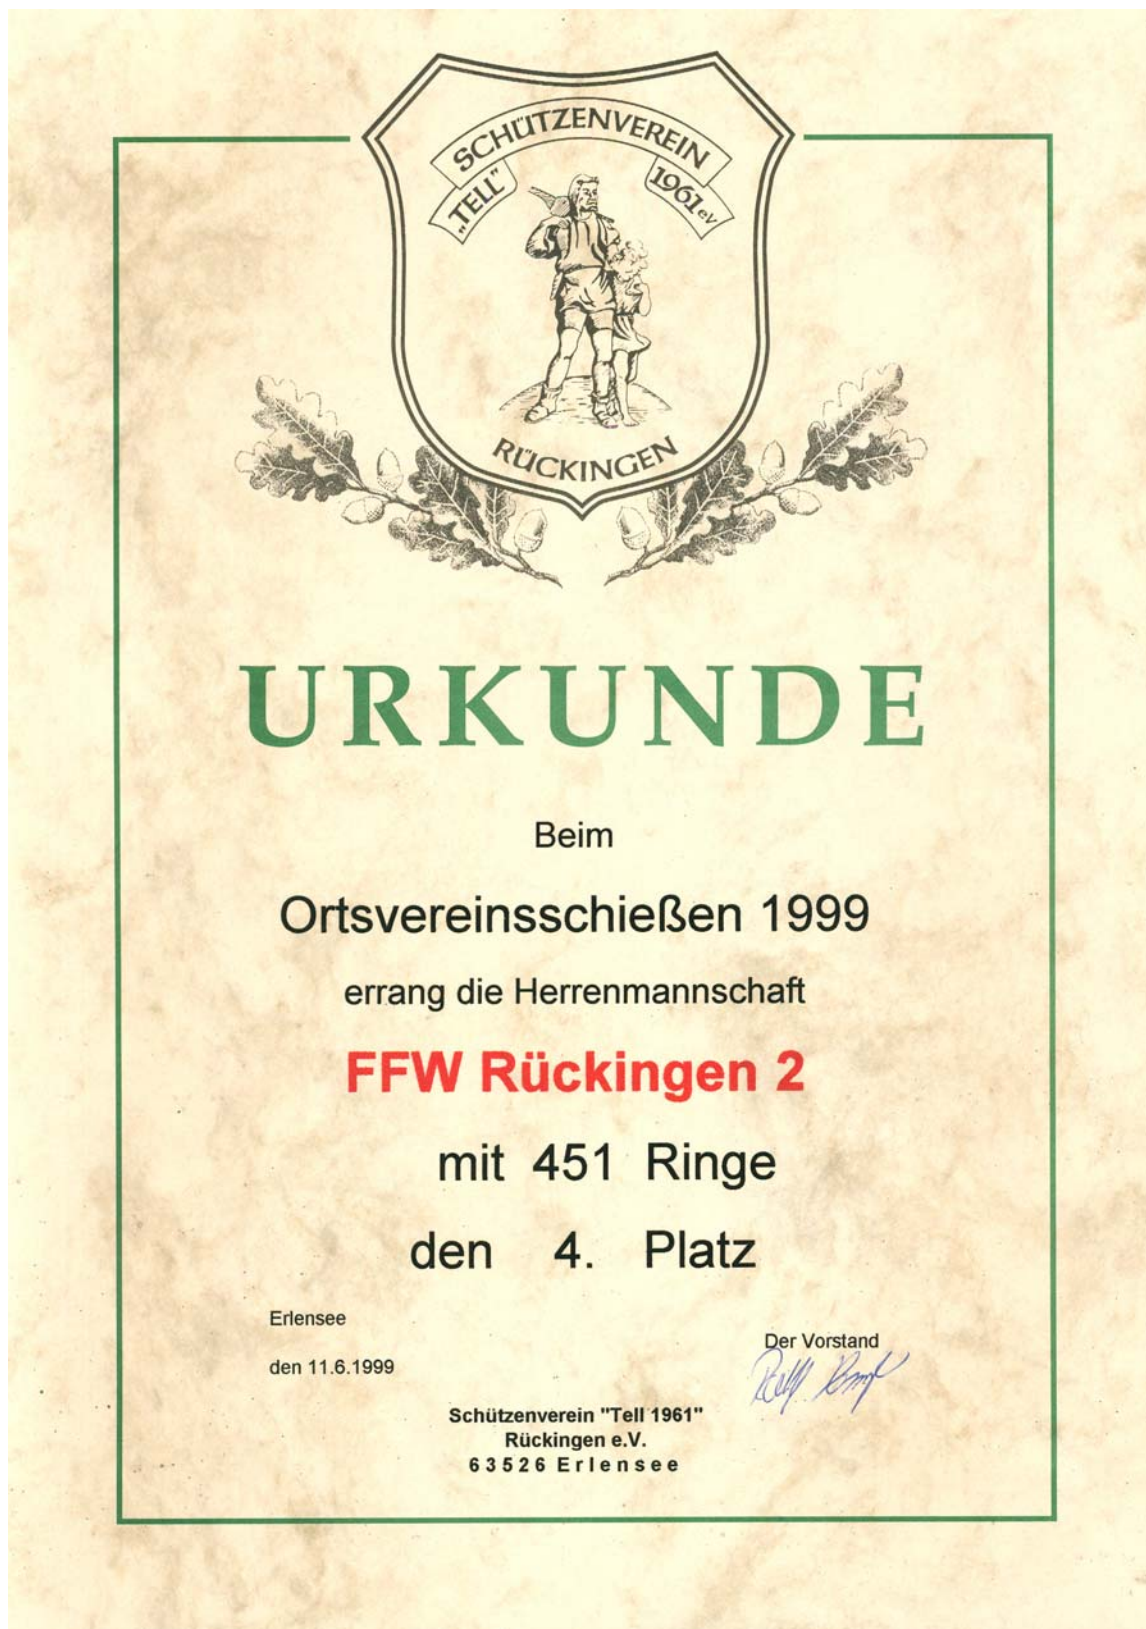 SCHÜTZENVEREIN
„TELL" 1961 eV
RÜCKINGEN
URKUNDE
Beim
Ortsvereinsschießen 1999
errang die Herrenmannschaft
FFW Rückingen 2
mit 451 Ringe
den 4. Platz
Erlensee
den 11.6.1999
Der Vorstand
Schützenverein "Tell 1961"
Rückingen e.V.
63526 Erlensee